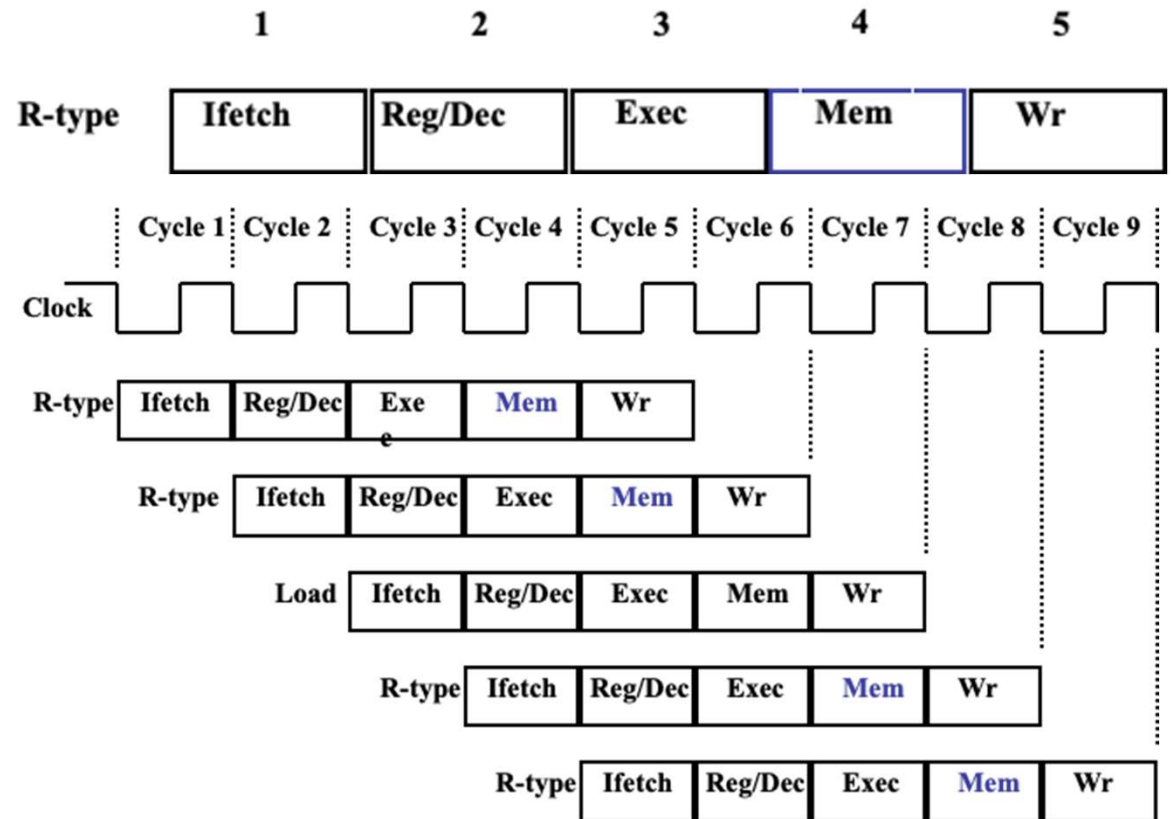 1 2 3 4 5
R-type Ifetch Reg/Dec Exec Mem Wr
Cycle 1 Cycle 2 Cycle 3 Cycle 4 Cycle 5 Cycle 6 Cycle 7 Cycle 8 Cycle 9
Clock
R-type Ifetch Reg/Dec Exe Mem Wr
e
R-type Ifetch Reg/Dec Exec Mem Wr
Load Ifetch Reg/Dec Exec Mem Wr
R-type Ifetch Reg/Dec Exec Mem Wr
R-type Ifetch Reg/Dec Exec Mem Wr